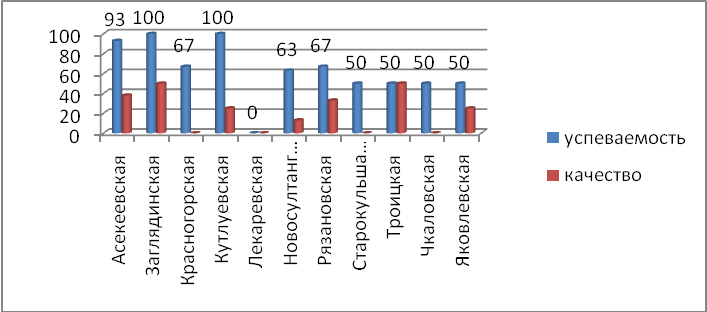 93 100 67 100 0 63 67 50 50 50 50
100
80
60
40
20
0
Асекеевская
Заглядинская
Красногорская
Кутлуевская
Лекаревская
Новосултанг...
Рязановская
Старокульша...
Троицкая
Чкаловская
Яковлевская
успеваемость
качество